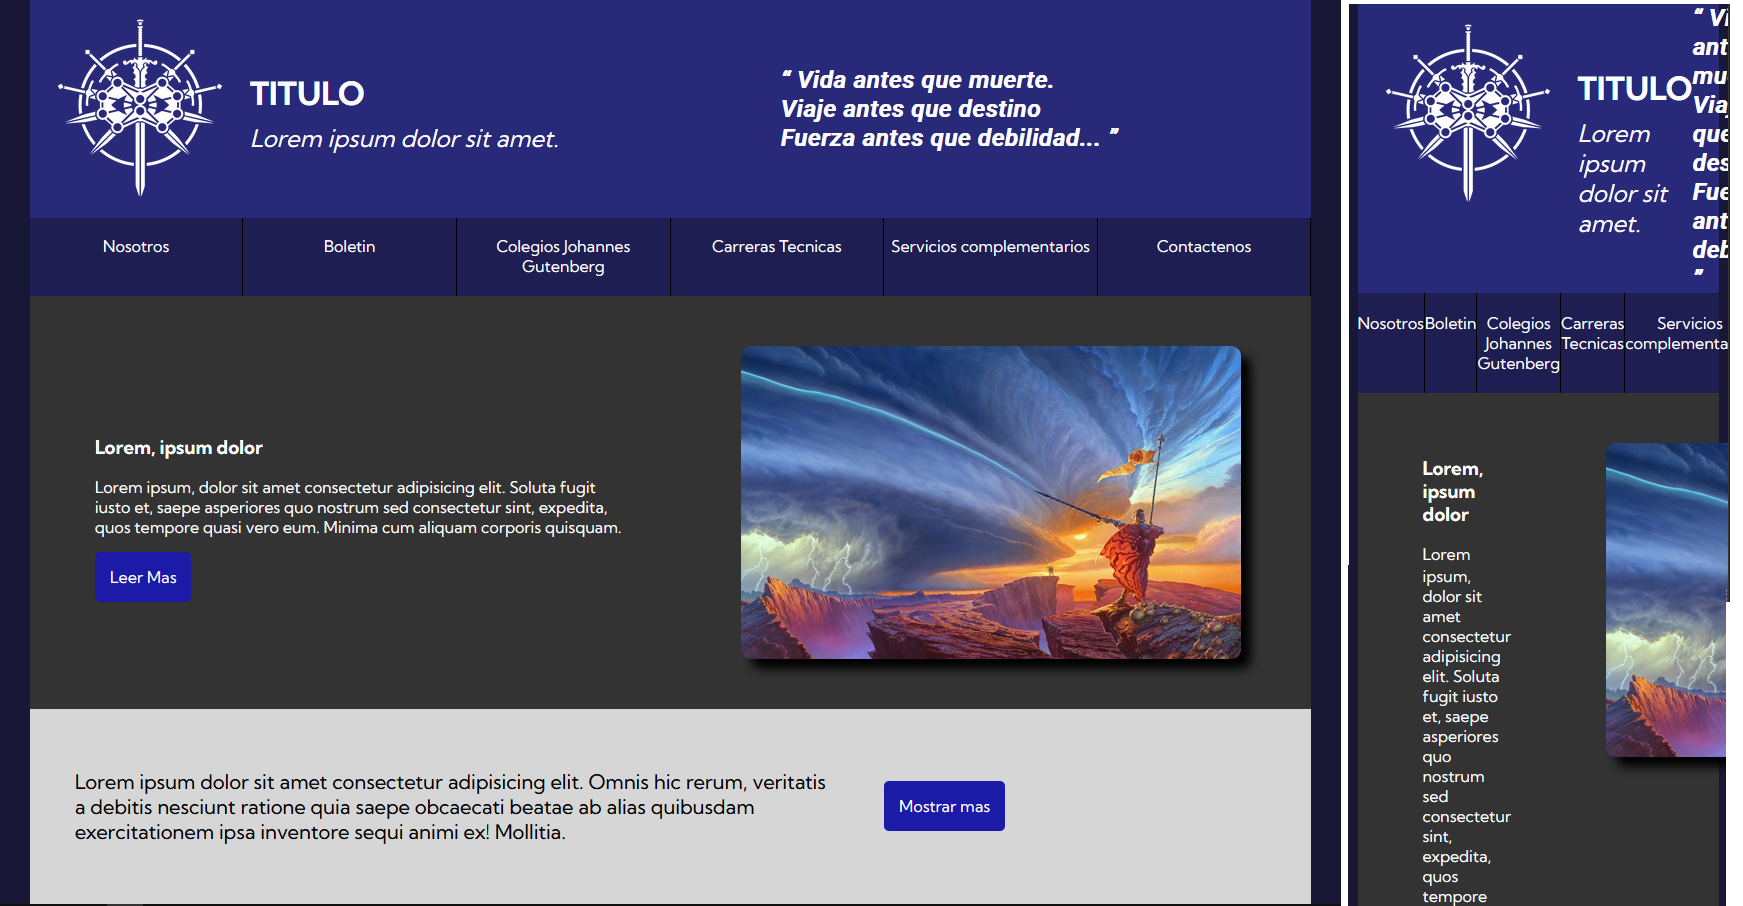 TITULO
Lorem ipsum dolor sit amet.
“ Vida antes que muerte.
Viaje antes que destino
Fuerza antes que debilidad... ”
Nosotros
Boletin
Colegios Johannes
Gutenberg
Carreras Tecnicas
Servicios complementarios
Contactenos
Lorem, ipsum dolor
Lorem ipsum, dolor sit amet consectetur adipisicing elit. Soluta fugit
iusto et, saepe asperiores quo nostrum sed consectetur sint, expedita,
quos tempore quasi vero eum. Minima cum aliquam corporis quisquam.
Leer Mas
Lorem ipsum dolor sit amet consectetur adipisicing elit. Omnis hic rerum, veritatis
a debitis nesciunt ratione quia saepe obcaecati beatae ab alias quibusdam
exercitationem ipsa inventore sequi animi ex! Mollitia.
Mostrar mas
TITULO
Lorem
ipsum
dolor sit
amet.
“ Vi
ant
mu
Viaj
que
des
Fue
ant
deb
”
Nosotros
Boletin
Colegios
Johannes
Gutenberg
Carreras
Tecnicas
Servicios
complementa
Lorem,
ipsum
dolor
Lorem
ipsum,
dolor sit
amet
consectetur
adipisicing
elit. Soluta
fugit iusto
et, saepe
asperiores
quo
nostrum
sed
consectetur
sint,
expedita,
quos
tempore